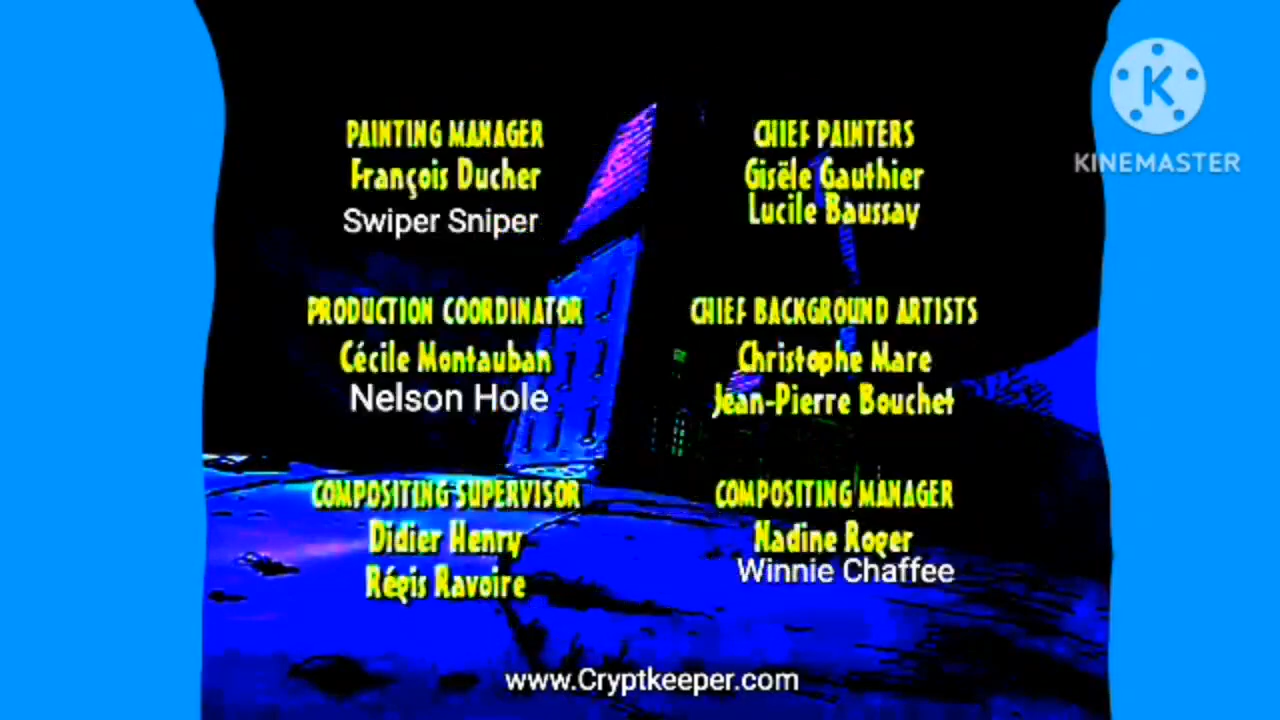 K
KINEMASTER
PAINTING MANAGER
François Ducher
Swiper Sniper
CHIEF PAINTERS
Gisële Gauthier
Lucile Baussay
PRODUCTION COORDINATOR
Cécile Montauban
Nelson Hole
CHIEF BACKGROUND ARTISTS
Christophe Mare
Jean-Pierre Bouchet
COMPOSITING SUPERVISOR
Didier Henry
Régis Ravoire
COMPOSITING MANAGER
Nadine Roger
Winnie Chaffee
www.Cryptkeeper.com